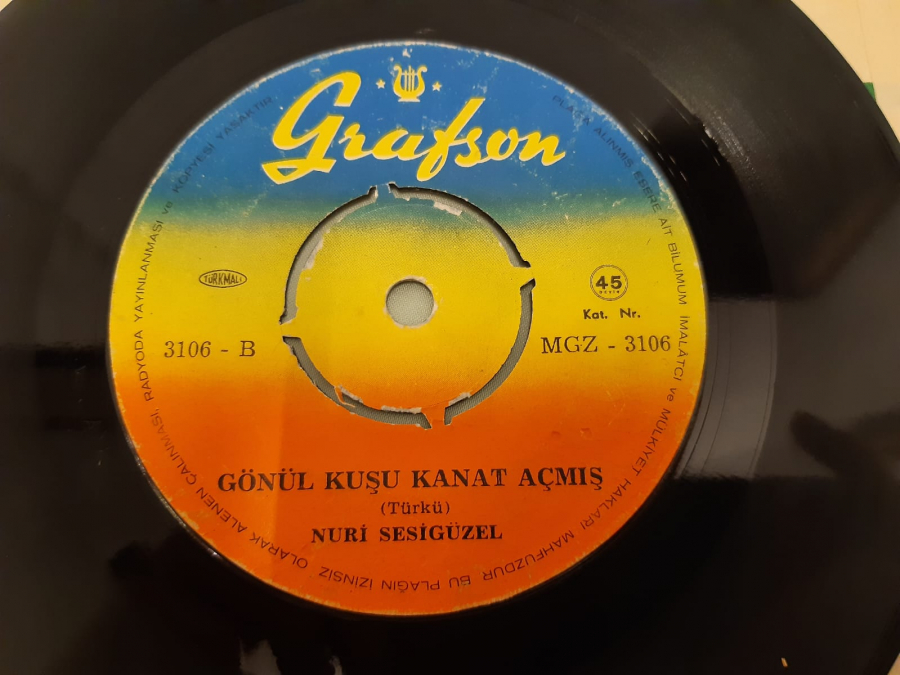 Grafson
TÜRKMALI
45
Kat. Nr.
3106 - B
MGZ - 3106
GÖNÜL KUŞU KANAT AÇMIŞ
(Türkü)
NURİ SESİGÜZEL
PLAĞA ALINMIŞ ESERE AİT BİLUMUM İMALÂTCI ve MÜLKİYET HAKLARI MAHFUZDUR BU PLAĞIN İZİNSİZ OLARAK ALENEN ÇALINMASI RADYODA YAYINLANMASI ve KOPYESİ YASAKTIR